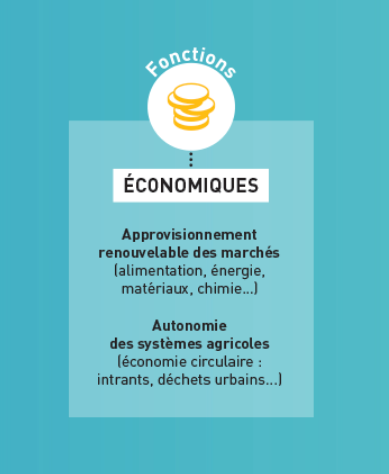 Fonctions
ÉCONOMIQUES
Approvisionnement
renouvelable des marchés
(alimentation, énergie,
matériaux, chimie...)
Autonomie
des systèmes agricoles
(économie circulaire :
intrants, déchets urbains...)